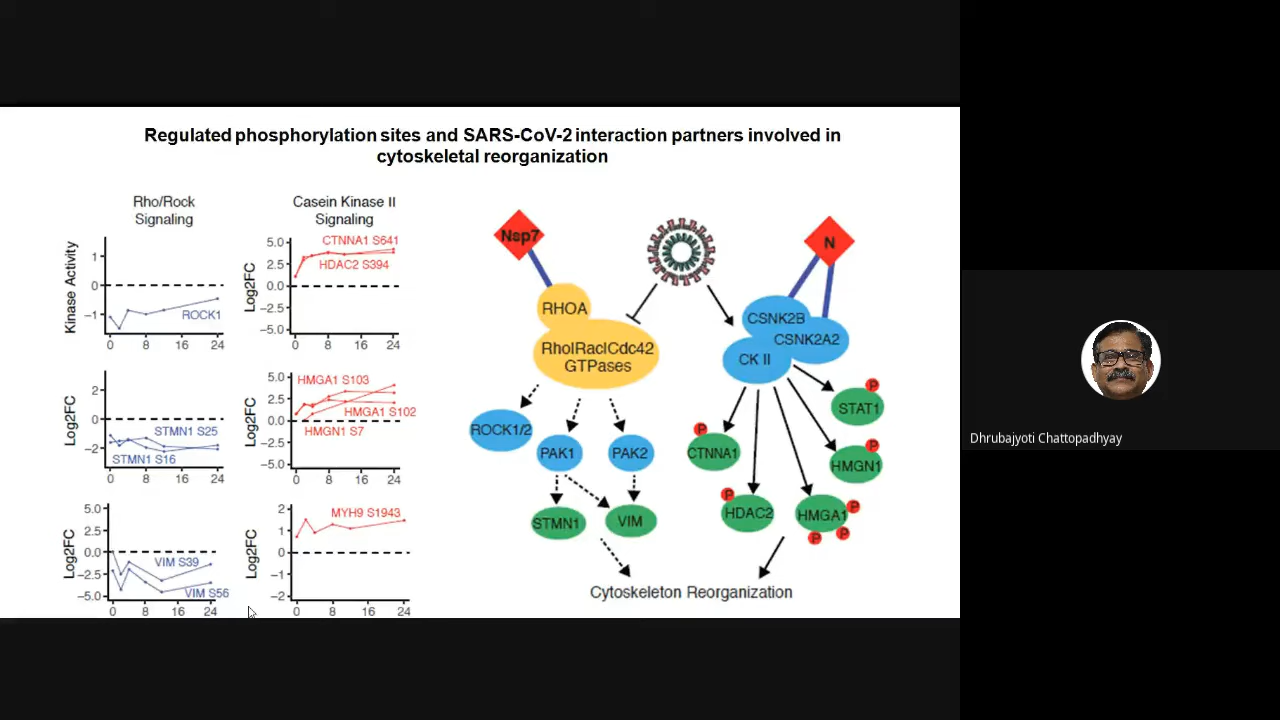 Regulated phosphorylation sites and SARS-CoV-2 interaction partners involved in
cytoskeletal reorganization
Rho/Rock
Signaling
Kinase Activity
1
0
−1
ROCK1
0
8
16
24
Log2FC
2
0
−2
STMN1 S25
STMN1 S16
0
8
16
24
Log2FC
5.0
2.5
0.0
−2.5
−5.0
VIM S39
VIM S56
0
8
16
24
Casein Kinase II
Signaling
Log2FC
5.0
2.5
0.0
−2.5
−5.0
CTNNA1 S641
HDAC2 S394
0
8
16
24
Log2FC
5.0
2.5
0.0
−2.5
−5.0
HMGA1 S103
HMGA1 S102
HMGN1 S7
0
8
16
24
Log2FC
2
1
0
−1
−2
MYH9 S1943
0
8
16
24
Nsp7
N
RHOA
Rho|Rac|Cdc42
GTPases
CSNK2B
CSNK2A2
CK II
ROCK1/2
PAK1
PAK2
STMN1
VIM
P
CTNNA1
P
HDAC2
HMGA1
P
P
P
P
HMGN1
P
STAT1
Cytoskeleton Reorganization
Dhrubajyoti Chattopadhyay